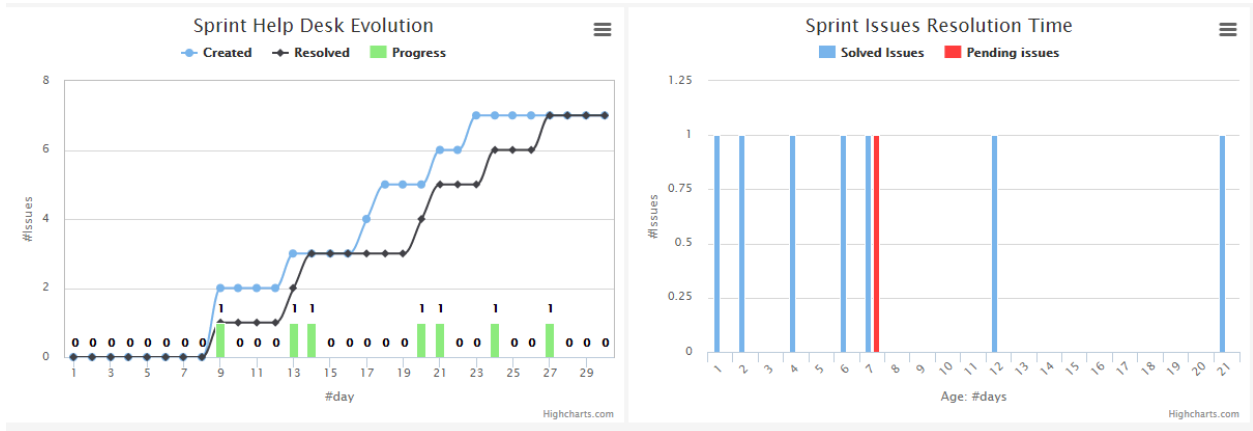 Sprint Help Desk Evolution
Created Resolved Progress
8
6
4
2
0
#Issues
1 1 1 1 1 1 1
0 0 0 0 0 0 0 0 0 0 0 0 0 0 0 0 0 0 0 0 0 0 0
1 3 5 7 9 11 13 15 17 19 21 23 25 27 29
#day
Highcharts.com
Sprint Issues Resolution Time
Solved Issues Pending issues
1.25
1
0.75
0.5
0.25
0
#Issues
1 2 3 4 5 6 7 8 9 10 11 12 13 14 15 16 17 18 19 20 21
Age: #days
Highcharts.com